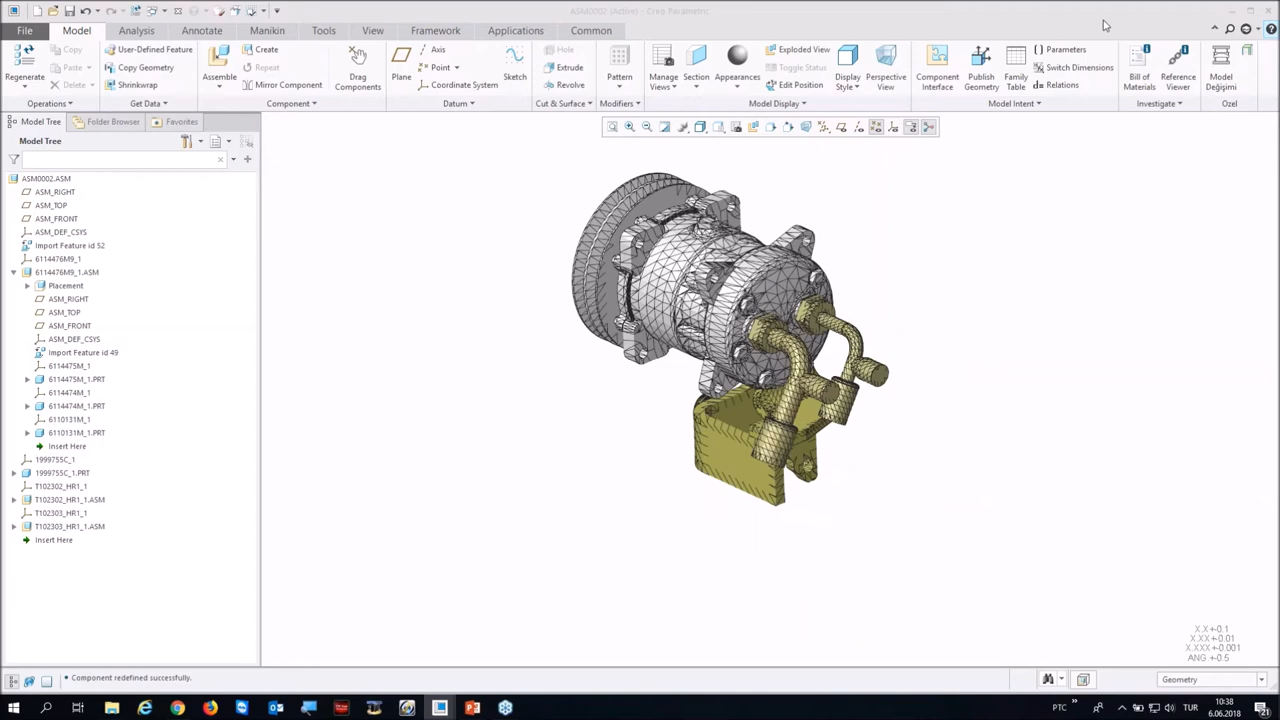 ASM0002 (Active) - Creo Parametric
File
Model
Analysis
Annotate
Manikin
Tools
View
Framework
Applications
Common
Regenerate
Copy
Paste
Delete
Operations
User-Defined Feature
Copy Geometry
Shrinkwrap
Get Data
Assemble
Create
Repeat
Mirror Component
Component
Drag Components
Plane
Axis
Point
Coordinate System
Datum
Sketch
Hole
Extrude
Revolve
Cut & Surface
Pattern
Modifiers
Manage Views
Section
Appearances
Exploded View
Toggle Status
Edit Position
Display Style
Perspective View
Model Display
Component Interface
Publish Geometry
Family Table
Parameters
Switch Dimensions
Relations
Model Intent
Bill of Materials
Reference Viewer
Investigate
Model Değişimi
Özel
Model Tree
Folder Browser
Favorites
Model Tree
ASM0002.ASM
ASM_RIGHT
ASM_TOP
ASM_FRONT
ASM_DEF_CSYS
Import Feature id 52
6114476M9_1
6114476M9_1.ASM
Placement
ASM_RIGHT
ASM_TOP
ASM_FRONT
ASM_DEF_CSYS
Import Feature id 49
6114475M_1
6114475M_1.PRT
6114474M_1
6114474M_1.PRT
6110131M_1
6110131M_1.PRT
Insert Here
1999755C_1
1999755C_1.PRT
T102302_HR1_1
T102302_HR1_1.ASM
T102303_HR1_1
T102303_HR1_1.ASM
Insert Here
X.X +-0.1
X.XX +-0.01
X.XXX +-0.001
ANG. +-0.5
Component redefined successfully.
Geometry
PTC
TUR
10:38
6.06.2018
21